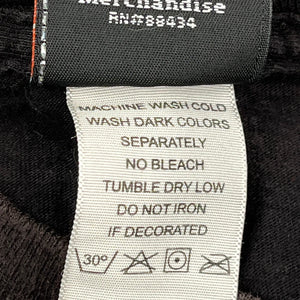 Merchandise
RN#88434
MACHINE WASH COLD
WASH DARK COLORS
SEPARATELY
NO BLEACH
TUMBLE DRY LOW
DO NOT IRON
IF DECORATED
30°